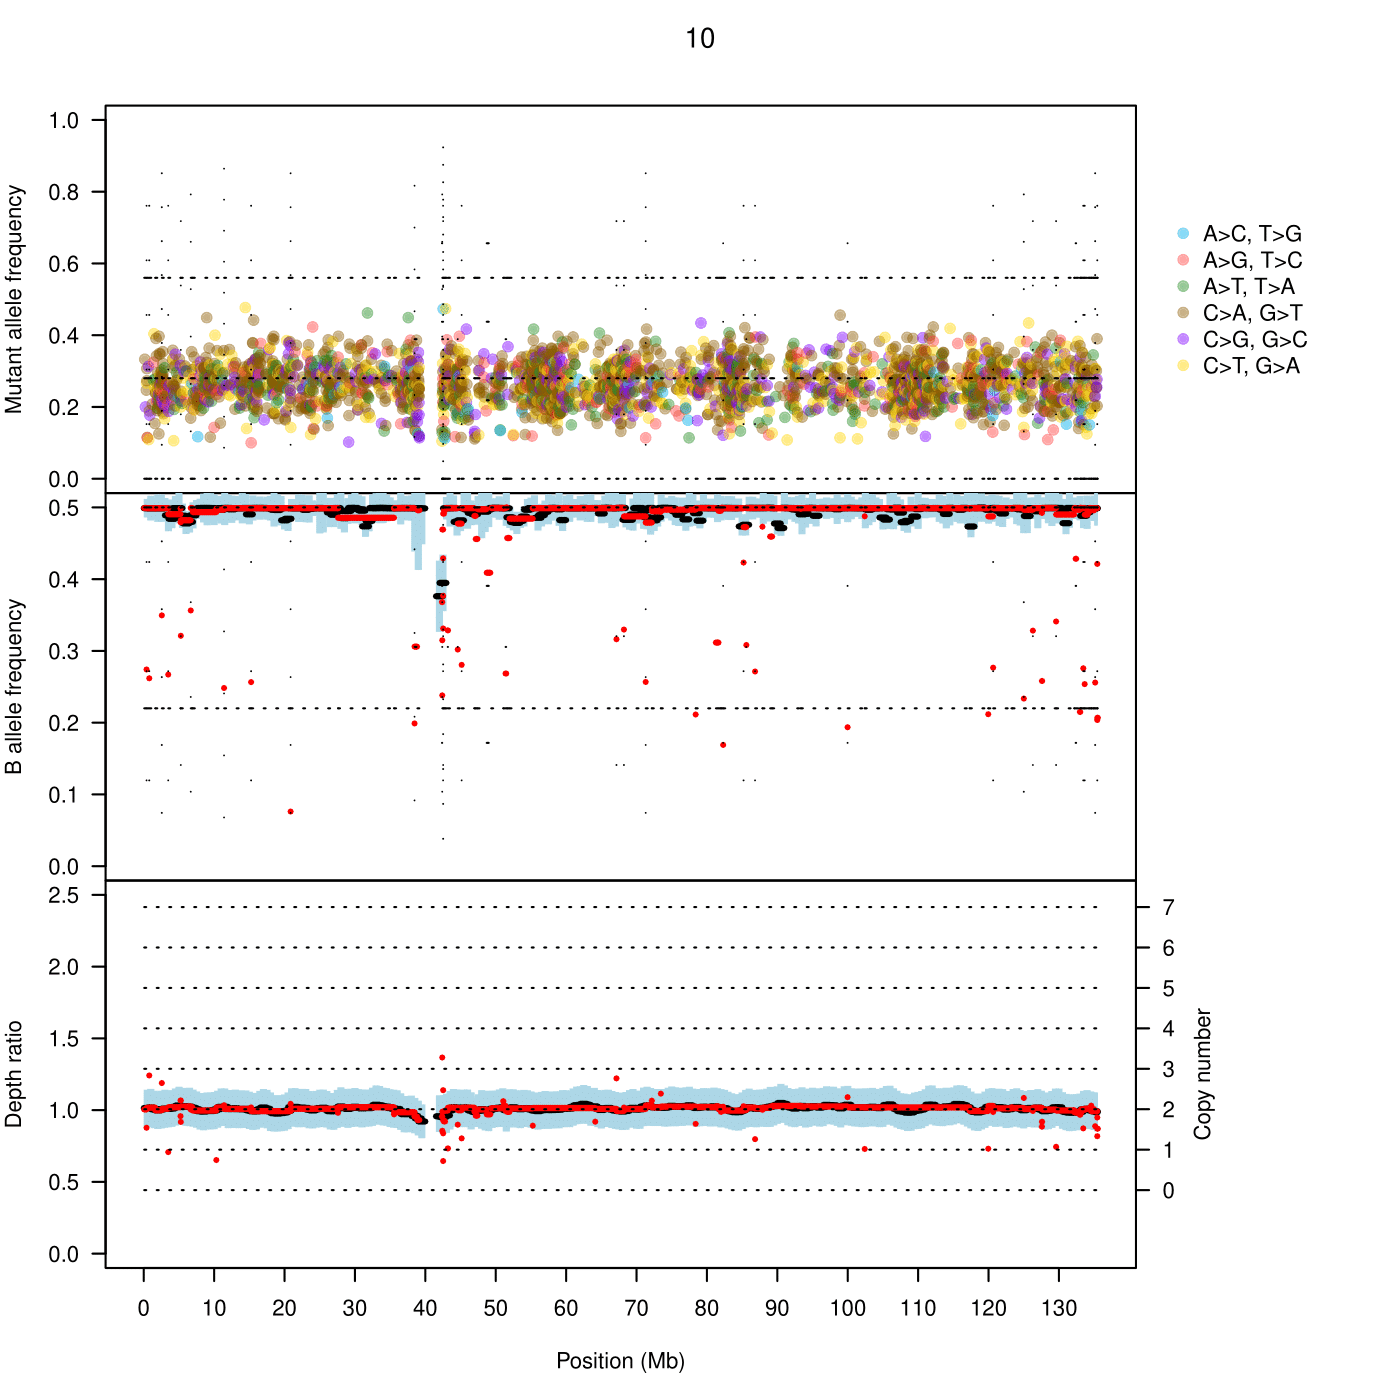 10
Mutant allele frequency
1.0
0.8
0.6
0.4
0.2
0.0
A>C, T>G
A>G, T>C
A>T, T>A
C>A, G>T
C>G, G>C
C>T, G>A
B allele frequency
0.5
0.4
0.3
0.2
0.1
0.0
Depth ratio
2.5
2.0
1.5
1.0
0.5
0.0
7
6
5
4
3
2
1
0
Copy number
0 10 20 30 40 50 60 70 80 90 100 110 120 130
Position (Mb)